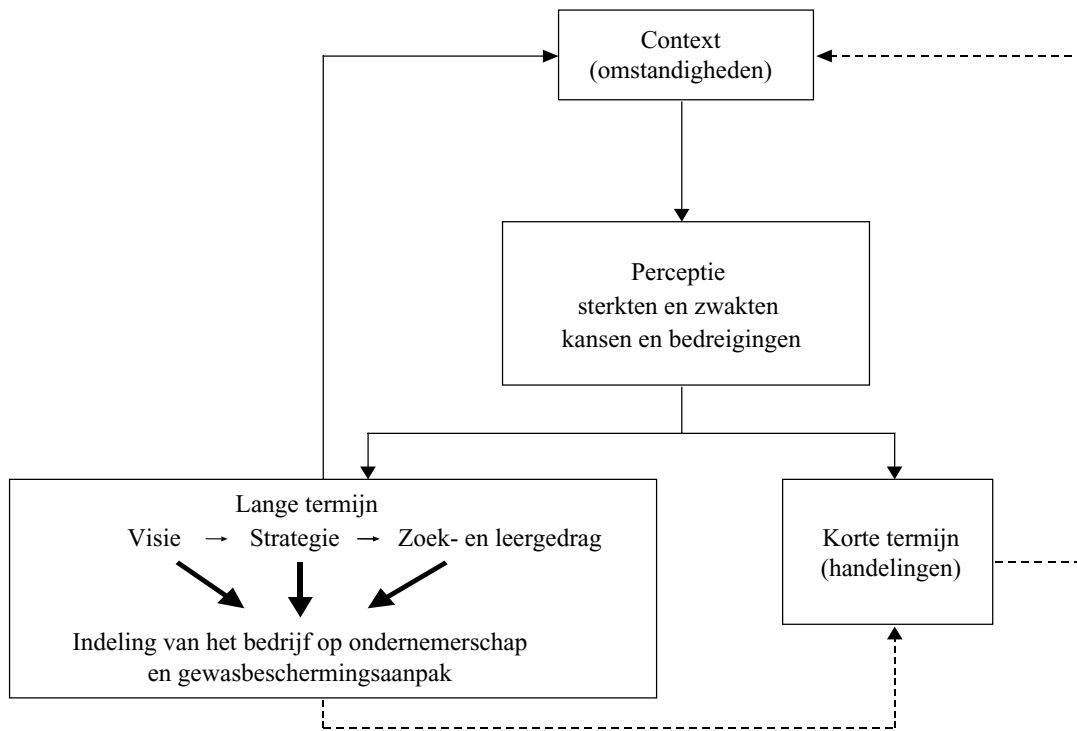 Context
(omstandigheden)
Perceptie
sterkten en zwakten
kansen en bedreigingen
Lange termijn
Visie → Strategie → Zoek- en leergedrag
Indeling van het bedrijf op ondernemerschap
en gewasbeschermingsaanpak
Korte termijn
(handelingen)